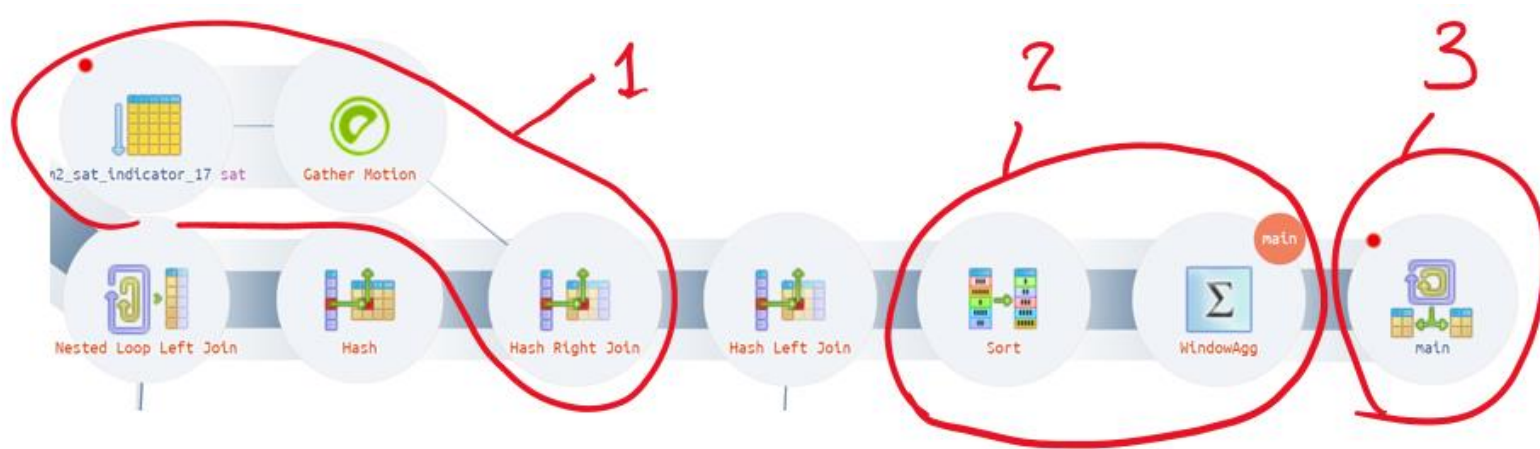 1
2
3
n2_sat_indicator_17 sat
Gather Motion
main
Nested Loop Left Join
Hash
Hash Right Join
Hash Left Join
Sort
WindowAgg
main